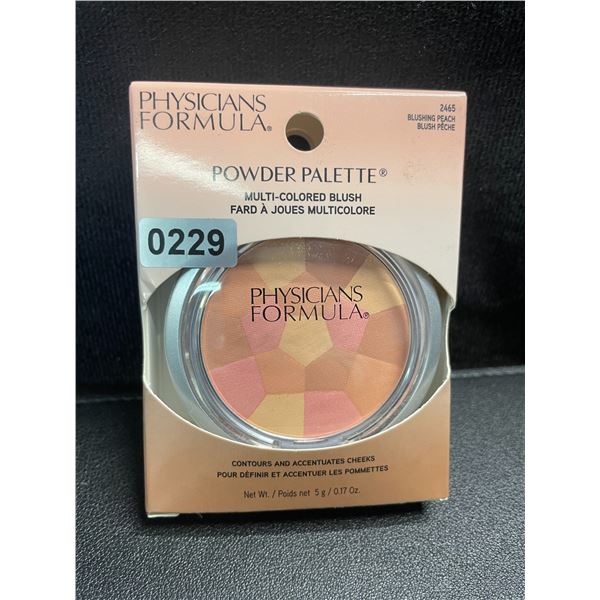 PHYSICIANS
FORMULA®
2465
BLUSHING PEACH
BLUSH PÊCHE
POWDER PALETTE®
MULTI-COLORED BLUSH
FARD À JOUES MULTICOLORE
0229
PHYSICIANS
FORMULA®
CONTOURS AND ACCENTUATES CHEEKS
POUR DÉFINIR ET ACCENTUER LES POMMETTES
Net Wt. / Poids net 5 g / 0.17 Oz.